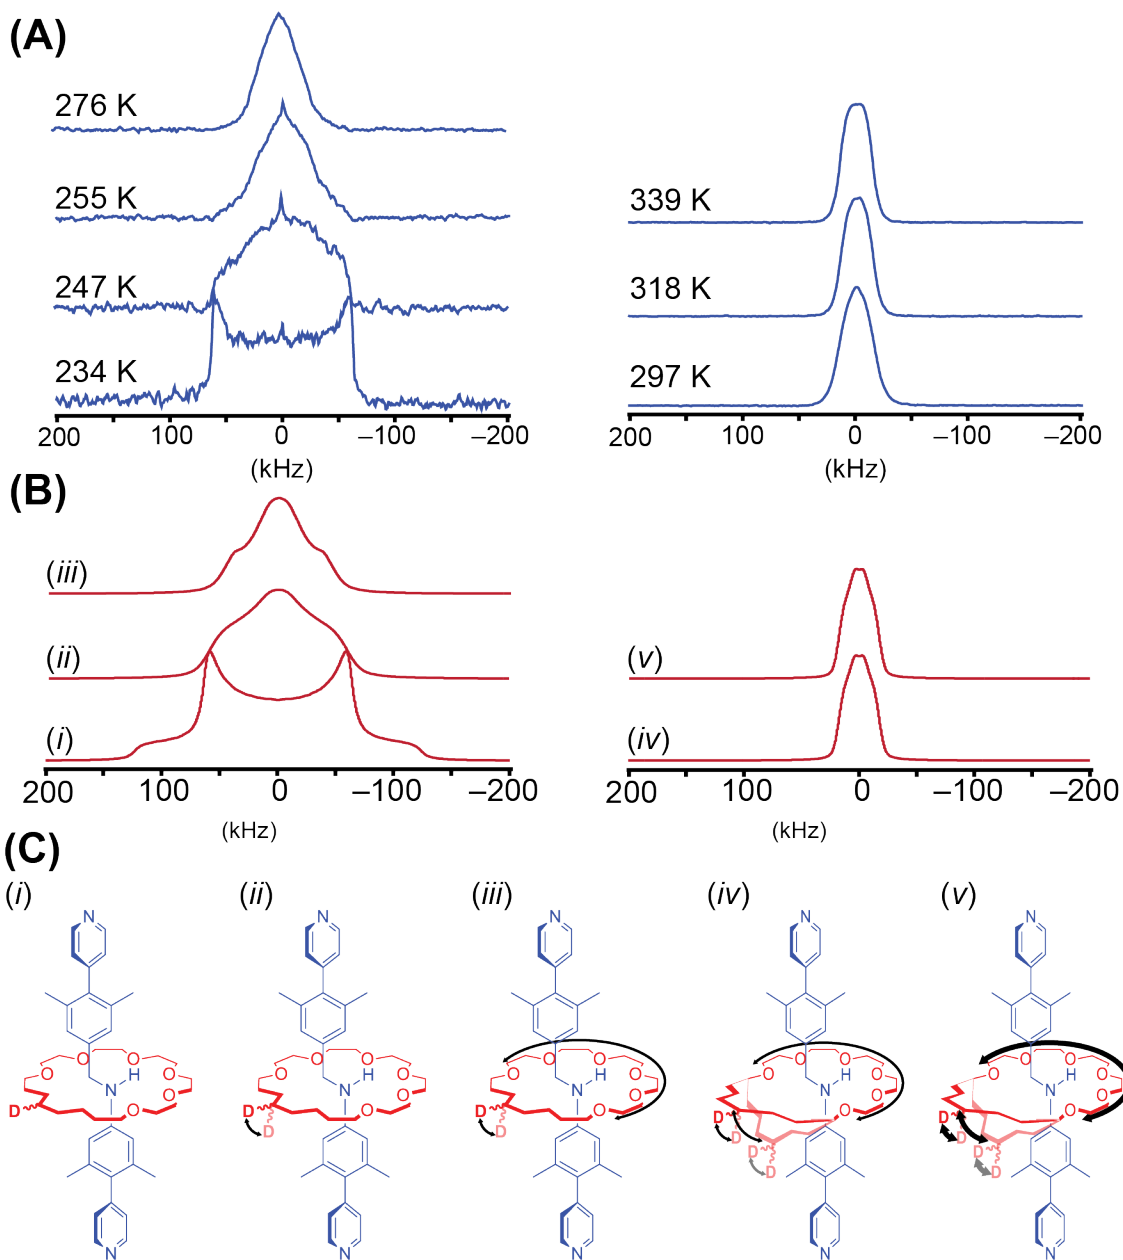 (A)
276 K
255 K
247 K
234 K
200 100 0 –100 –200
(kHz)
339 K
318 K
297 K
200 100 0 –100 –200
(kHz)
(B)
(iii)
(ii)
(i)
200 100 0 –100 –200
(kHz)
(v)
(iv)
200 100 0 –100 –200
(kHz)
(C)
(i) (ii) (iii) (iv) (v)
N N N N N
O O O O O O O O
H H H H H
O O O O O O O O O O
N N N N N
D O O D O O O O D O D O
D D D D
D D
D D
N N N N N